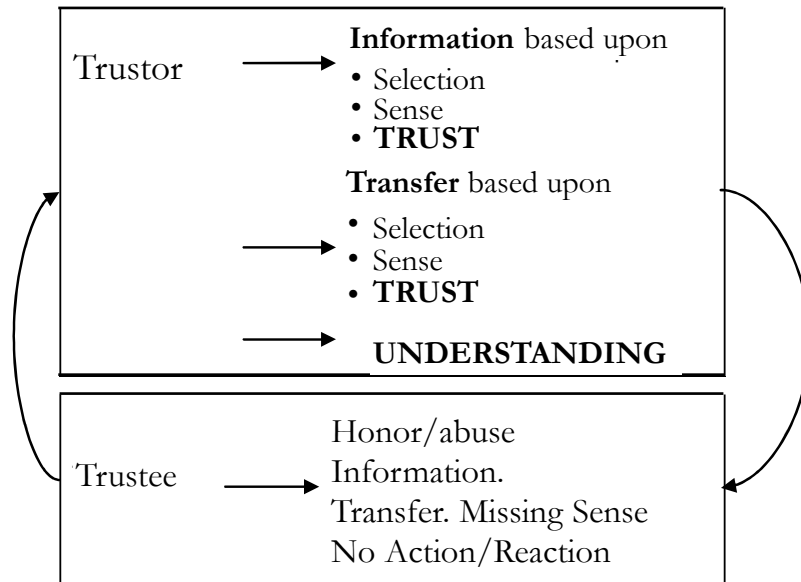 Trustor
Information based upon
• Selection
• Sense
• TRUST
Transfer based upon
• Selection
• Sense
• TRUST
UNDERSTANDING
Trustee
Honor/abuse
Information.
Transfer. Missing Sense
No Action/Reaction